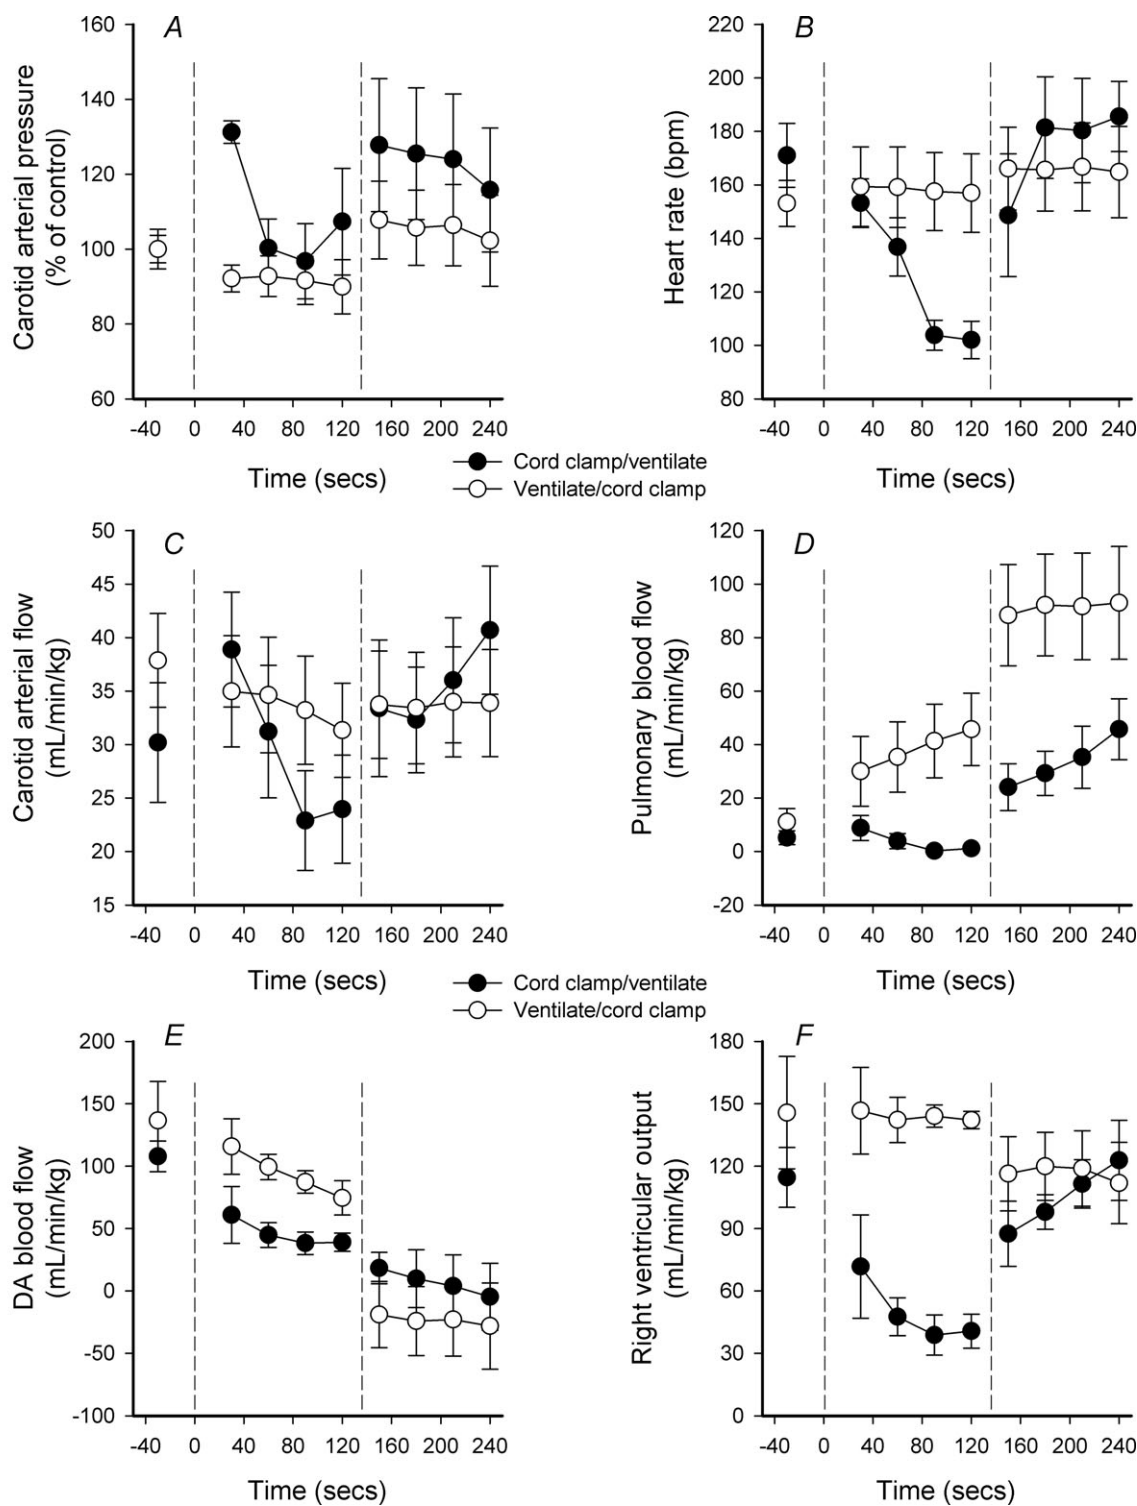 A
Carotid arterial pressure
(% of control)
160
140
120
100
80
60
-40 0 40 80 120 160 200 240
Time (secs)
B
Heart rate (bpm)
220
200
180
160
140
120
100
80
-40 0 40 80 120 160 200 240
Time (secs)
Cord clamp/ventilate
Ventilate/cord clamp
C
Carotid arterial flow
(mL/min/kg)
50
45
40
35
30
25
20
15
-40 0 40 80 120 160 200 240
Time (secs)
D
Pulmonary blood flow
(mL/min/kg)
120
100
80
60
40
20
0
-20
-40 0 40 80 120 160 200 240
Time (secs)
Cord clamp/ventilate
Ventilate/cord clamp
E
DA blood flow
(mL/min/kg)
200
150
100
50
0
-50
-100
-40 0 40 80 120 160 200 240
Time (secs)
F
Right ventricular output
(mL/min/kg)
180
150
120
90
60
30
0
-40 0 40 80 120 160 200 240
Time (secs)